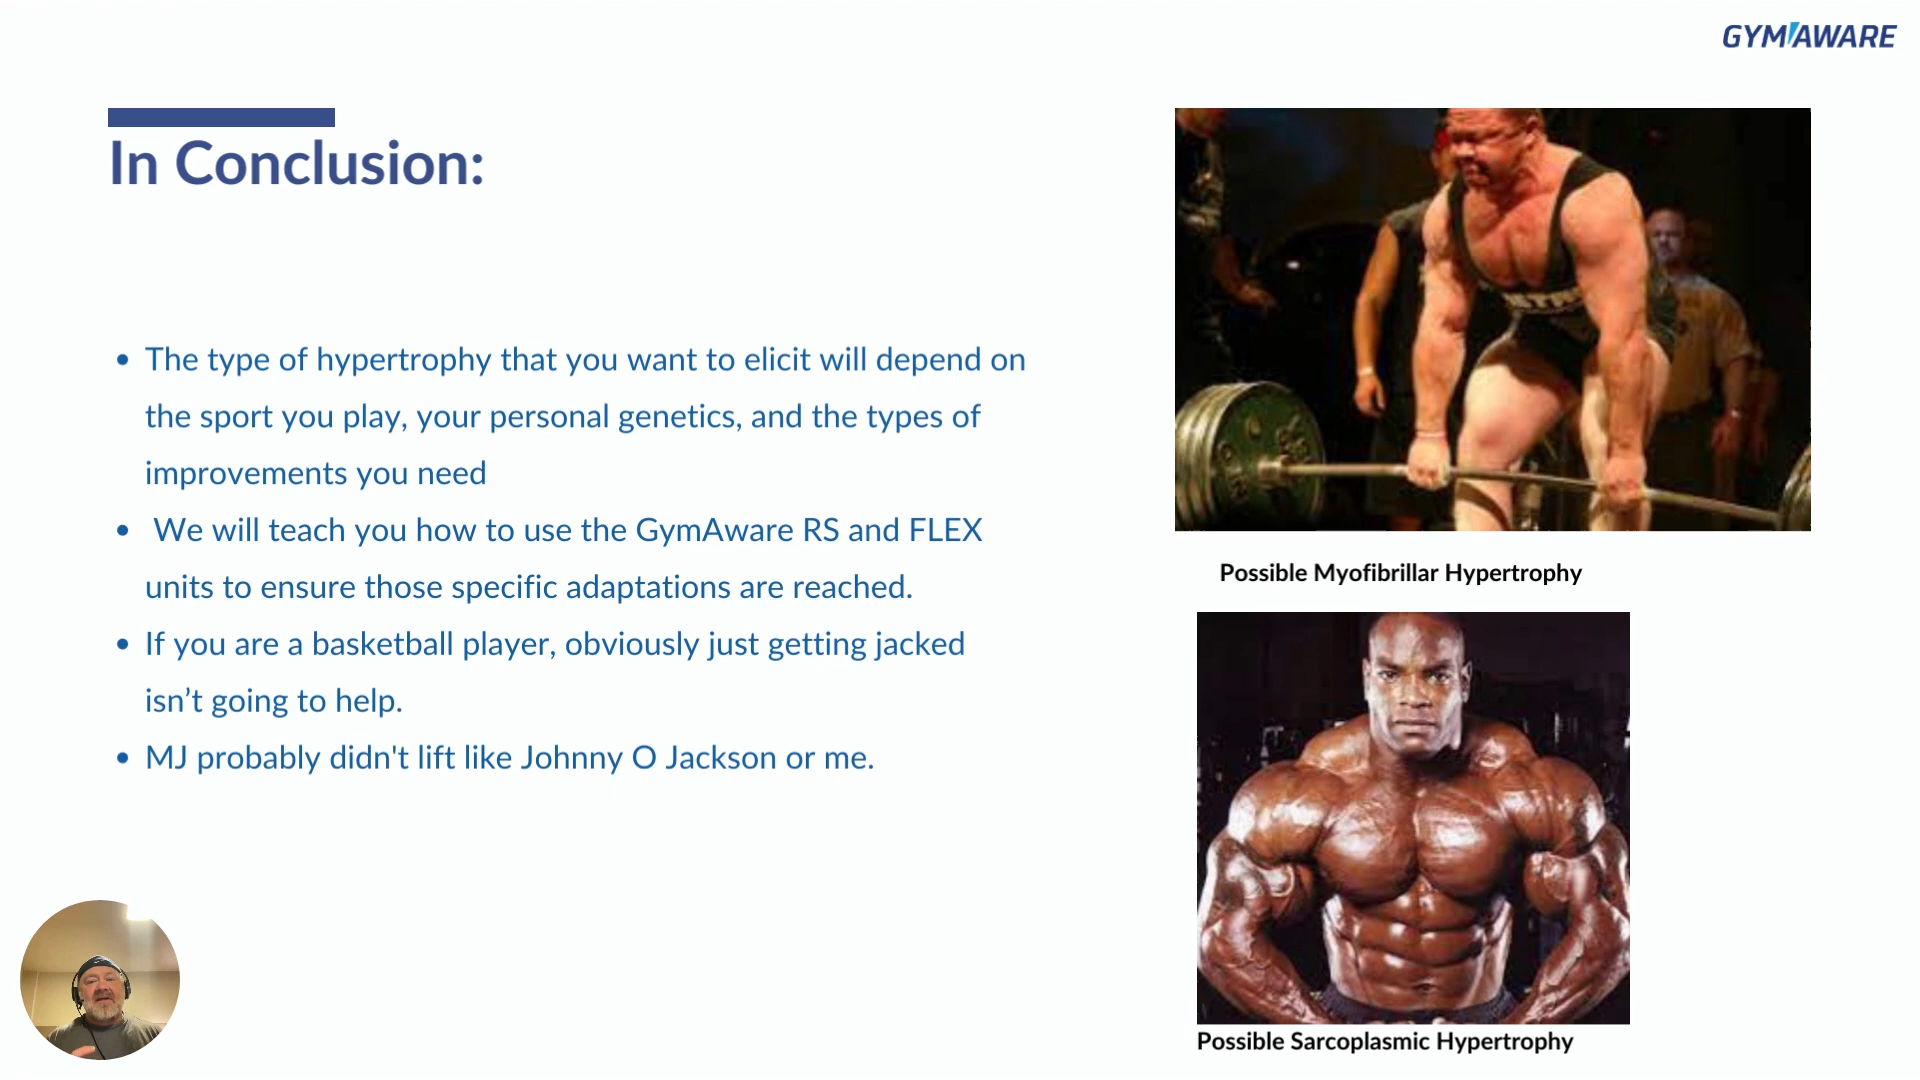 GYMAWARE
In Conclusion:
• The type of hypertrophy that you want to elicit will depend on
the sport you play, your personal genetics, and the types of
improvements you need
• We will teach you how to use the GymAware RS and FLEX
units to ensure those specific adaptations are reached.
• If you are a basketball player, obviously just getting jacked
isn’t going to help.
• MJ probably didn't lift like Johnny O Jackson or me.
Possible Myofibrillar Hypertrophy
Possible Sarcoplasmic Hypertrophy